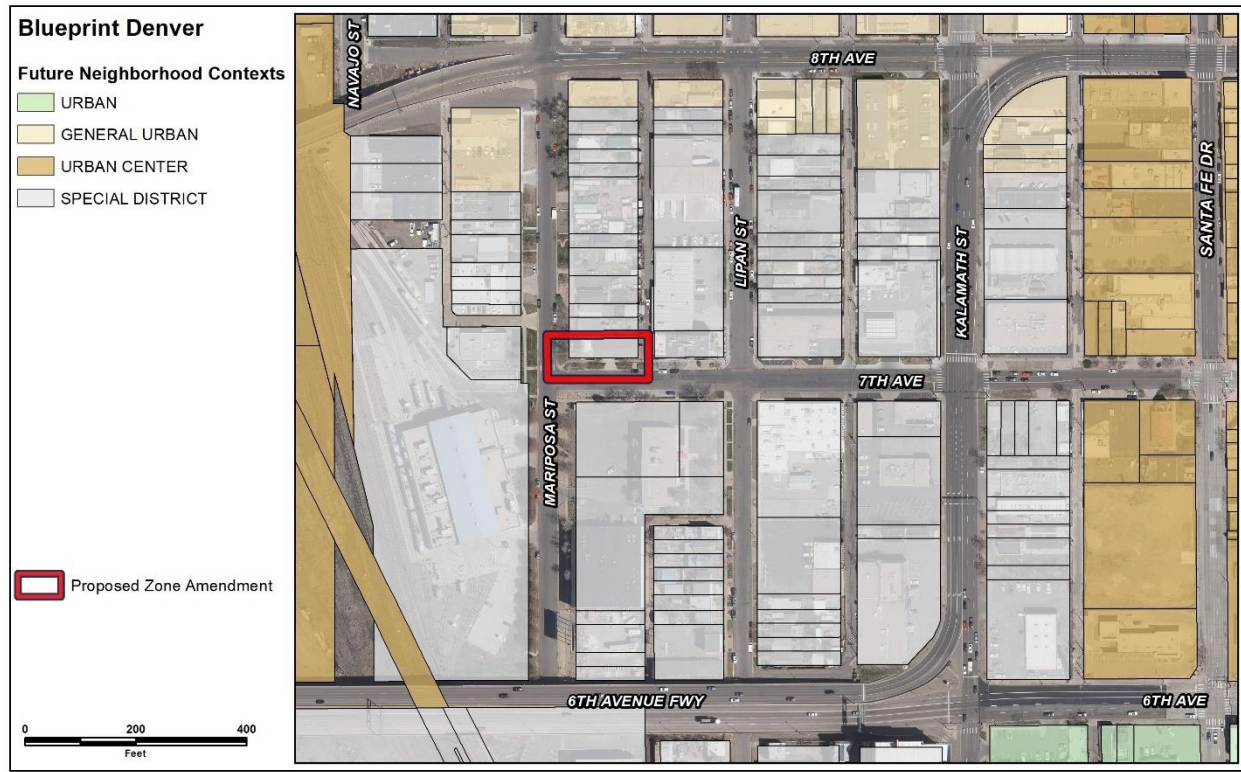 Blueprint Denver
Future Neighborhood Contexts
URBAN
GENERAL URBAN
URBAN CENTER
SPECIAL DISTRICT
Proposed Zone Amendment
0 200 400
Feet
NAVAJO ST
8TH AVE
LIPAN ST
KALAMATH ST
SANTA FE DR
7TH AVE
MARIPOSA ST
6TH AVENUE FWY
6TH AVE